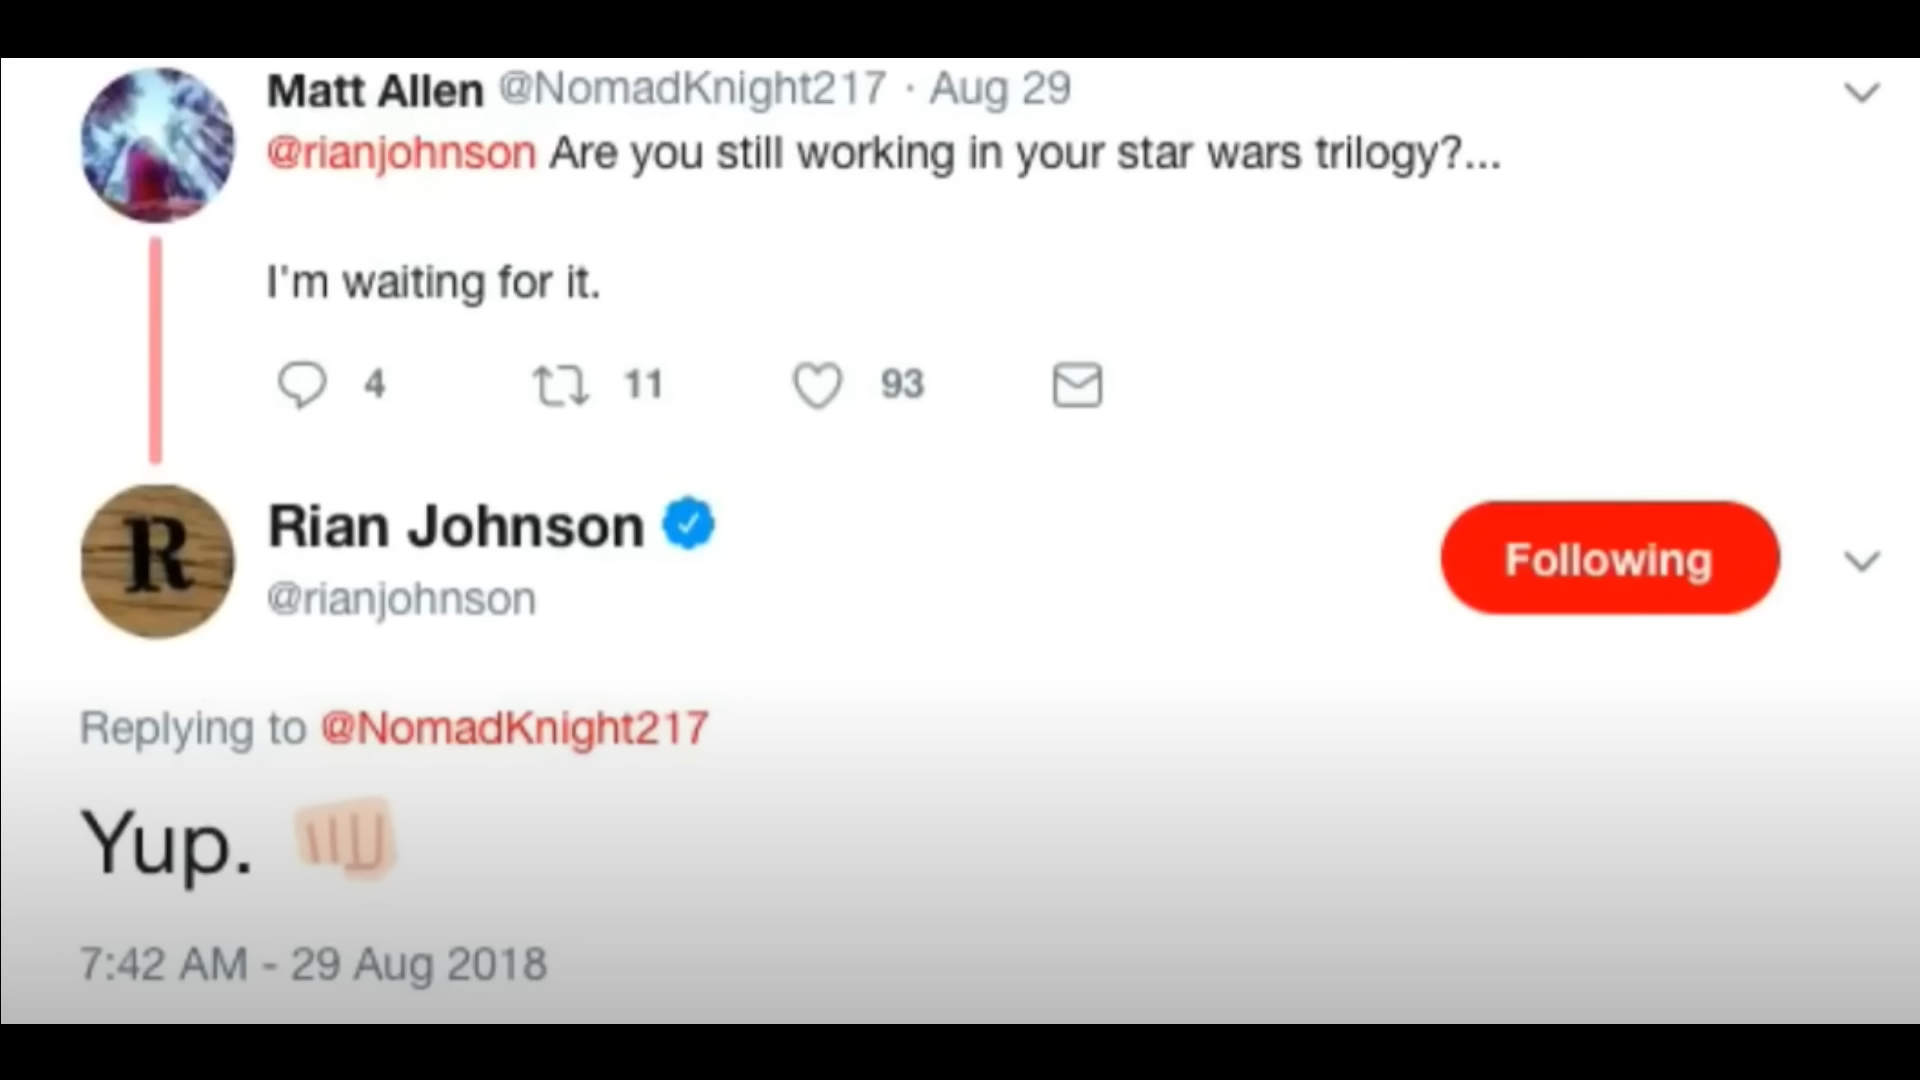 Matt Allen @NomadKnight217 · Aug 29
@rianjohnson Are you still working in your star wars trilogy?...
I'm waiting for it.
4 11 93
R
Rian Johnson
@rianjohnson
Following
Replying to @NomadKnight217
Yup. 👊🏻
7:42 AM - 29 Aug 2018